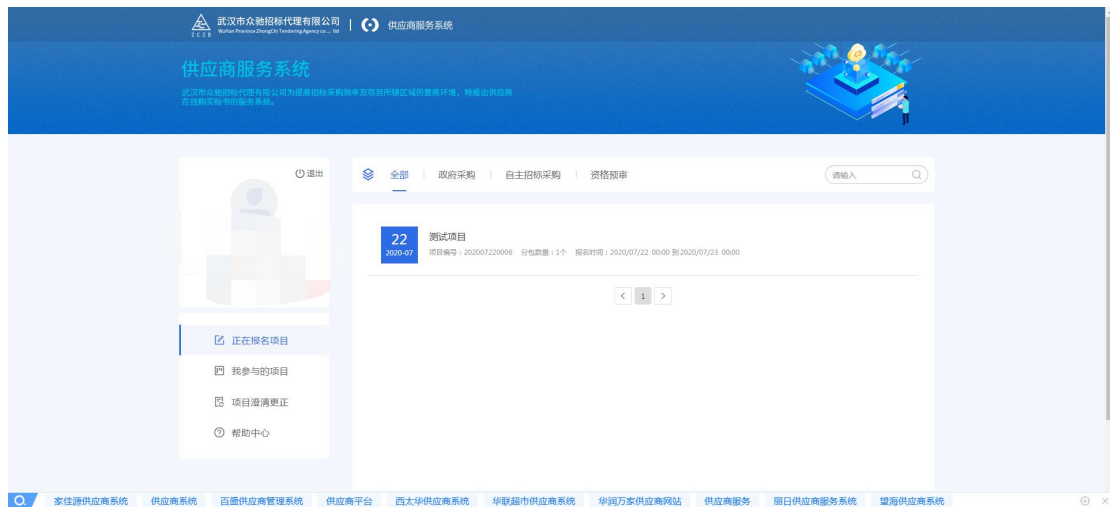 武汉市众驰招标代理有限公司
WuHan Province ZhongChi Tendering Agency co ., ltd
ZCZB
供应商服务系统
供应商服务系统
武汉市众驰招标代理有限公司为提高招标采购效率及项目所辖区域的营商环境，特推出供应商
在线购买标书的服务系统。
退出
全部 政府采购 自主招标采购 资格预审
请输入
22
2020-07
测试项目
项目编号：202007220006 分包数量：1个 报名时间：2020/07/22 00:00 到 2020/07/23 00:00
< 1 >
正在报名项目
我参与的项目
项目澄清更正
帮助中心
家佳源供应商系统 供应商系统 百盛供应商管理系统 供应商平台 西太华供应商系统 华联超市供应商系统 华润万家供应商网站 供应商服务 丽日供应商服务系统 望海供应商系统